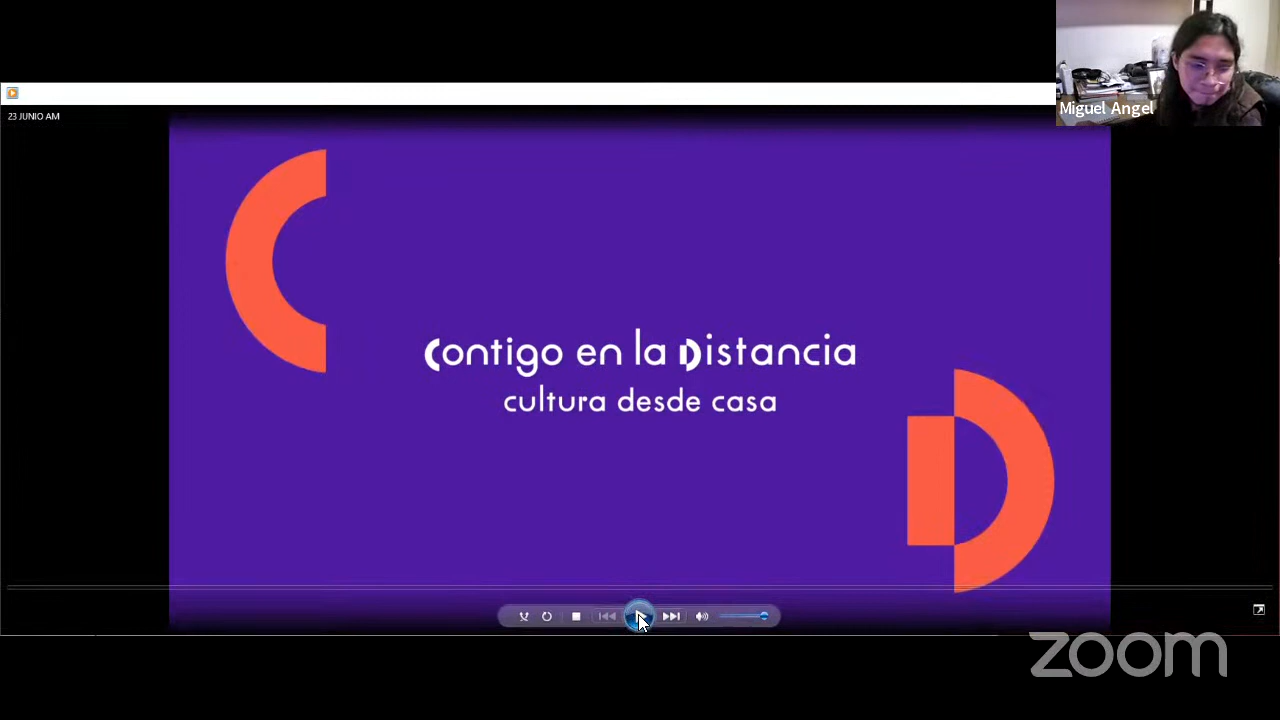 Miguel Angel
23 JUNIO AM
Contigo en la Distancia
cultura desde casa
zoom